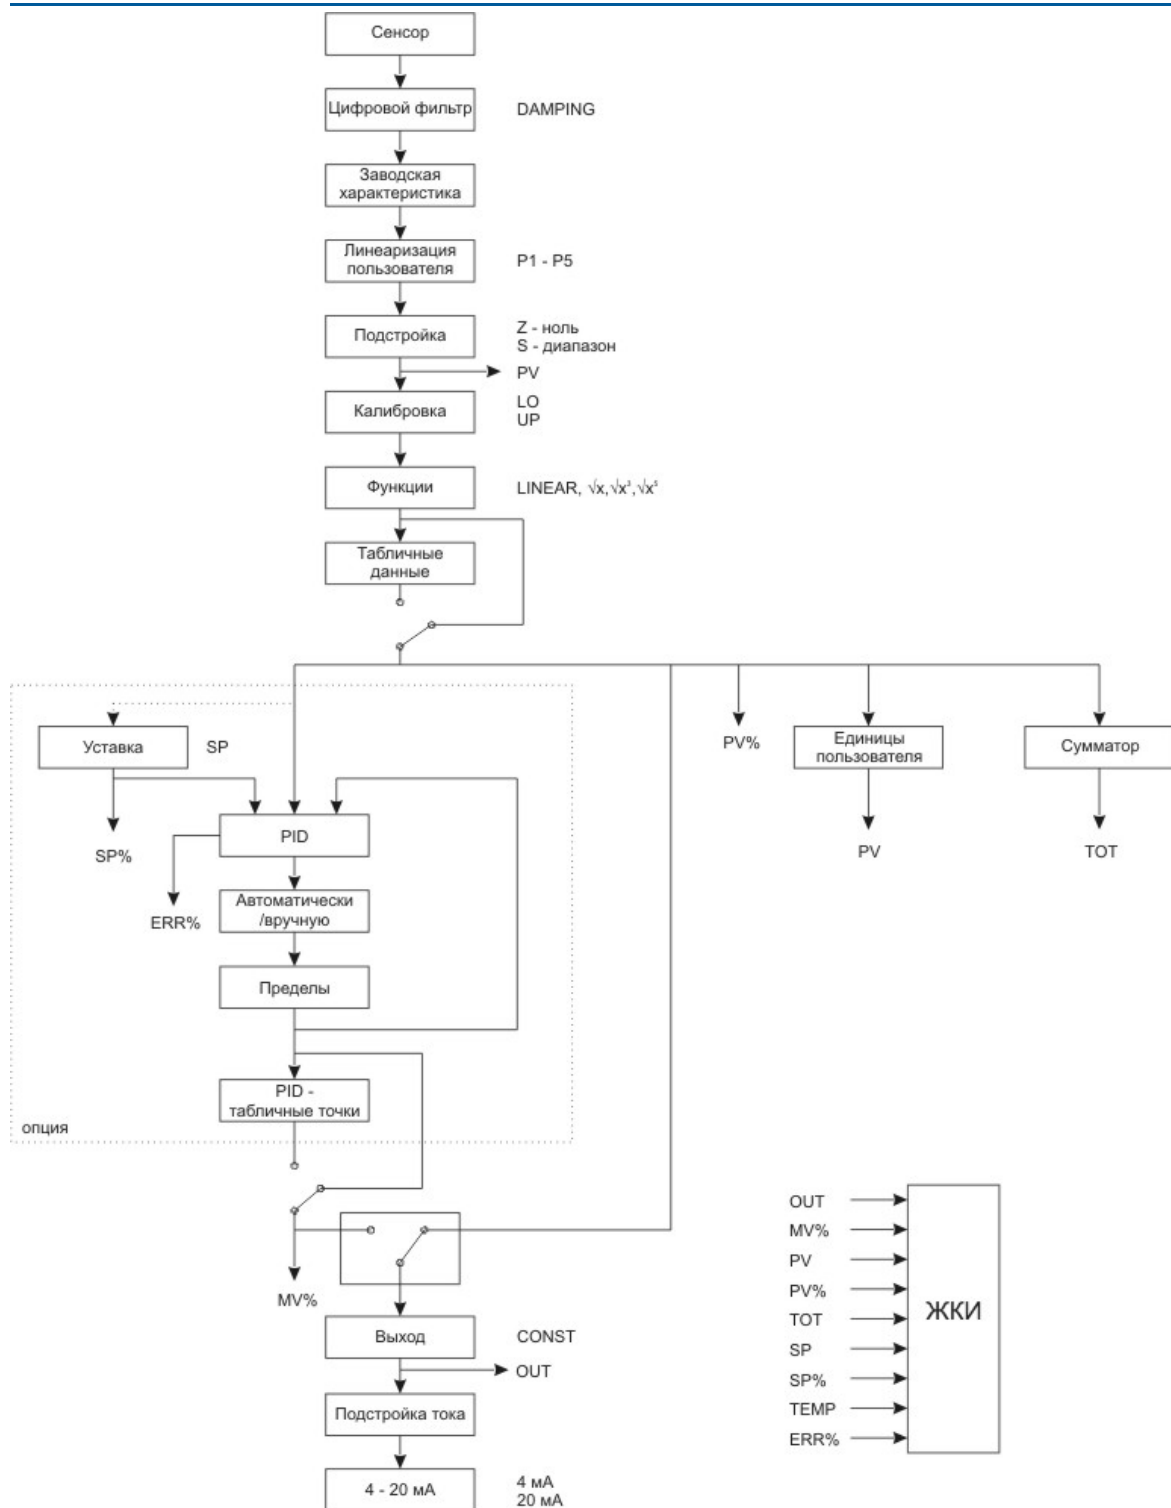 Сенсор
Цифровой фильтр
DAMPING
Заводская
характеристика
Линеаризация
пользователя
P1 - P5
Подстройка
Z - ноль
S - диапазон
PV
Калибровка
LO
UP
Функции
LINEAR, √x,√x³,√x⁵
Табличные
данные
Уставка
SP
PV%
Единицы
пользователя
Сумматор
SP%
PID
PV
TOT
ERR%
Автоматически
/вручную
Пределы
PID -
табличные точки
опция
MV%
Выход
CONST
OUT
Подстройка тока
4 - 20 мА
4 мА
20 мА
OUT
MV%
PV
PV%
TOT
SP
SP%
TEMP
ERR%
ЖКИ